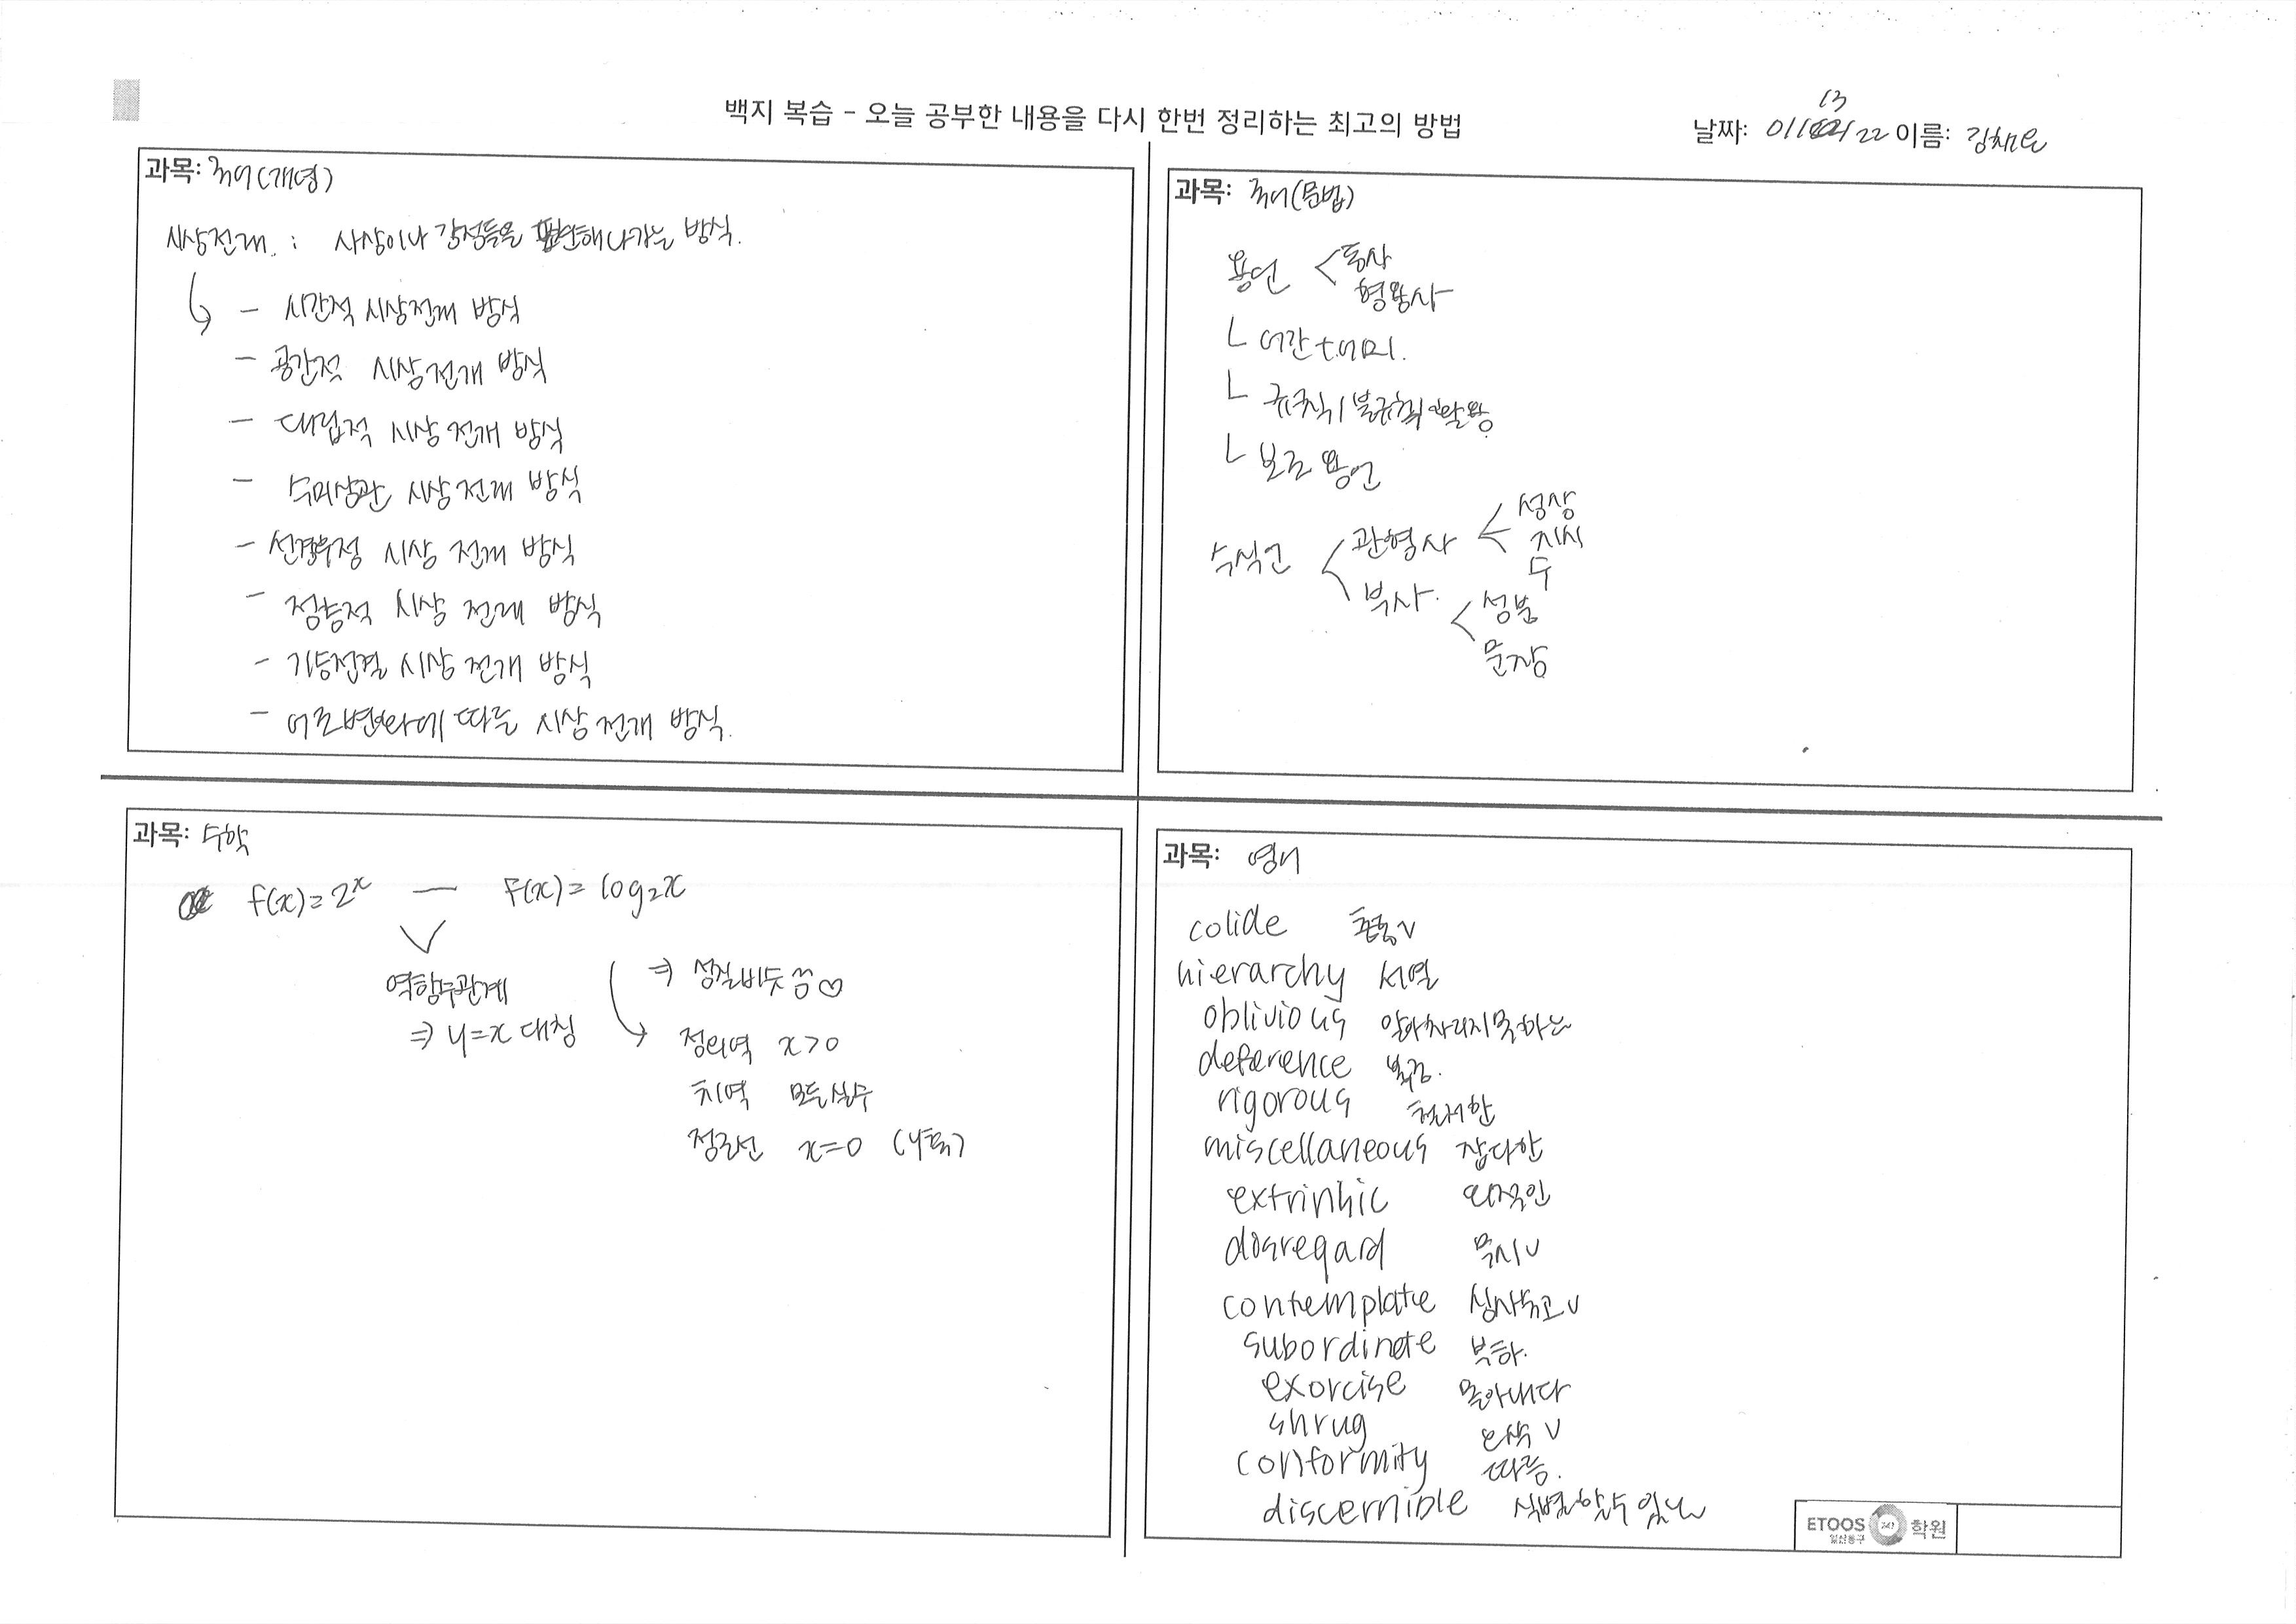 백지 복습 - 오늘 공부한 내용을 다시 한번 정리하는 최고의 방법
날짜: 01/13/22 이름: 김채은
과목: 국어(개념)
시상전개 : 사상이나 감정들을 표현해나가는 방식.
- 시간적 시상전개 방식
- 공간적 시상전개 방식
- 대립적 시상 전개 방식
- 수미상관 시상 전개 방식
- 선경후정 시상 전개 방식
- 점층적 시상 전개 방식
- 기승전결 시상 전개 방식
- 어조변화에 따른 시상 전개 방식.
과목: 국어(문법)
용언 < 동사
형용사
ㄴ 어간+어미.
ㄴ 규칙/불규칙 활용
ㄴ 보조 용언
수식언 < 관형사 < 성상
지시
수
부사. < 성분
문장
과목: 수학
f(x)=2^x — f(x)=log₂x
역함수관계
⇒ y=x 대칭
⇒ 성질비슷함♡
정의역 x>0
치역 모든실수
점근선 x=0 (y축)
과목: 영어
colide 충돌v
hierarchy 서열
oblivious 알아차리지못하는
deference 복종.
rigorous 철저한
miscellaneous 잡다한
extrinhic 외적인
disregard 묵시v
contemplate 심사숙고v
subordinate 부하.
exorcise 몰아내다
shrug v
conformity 따름.
discernible 식별할수 있는
ETOOS 247 학원
일산동구